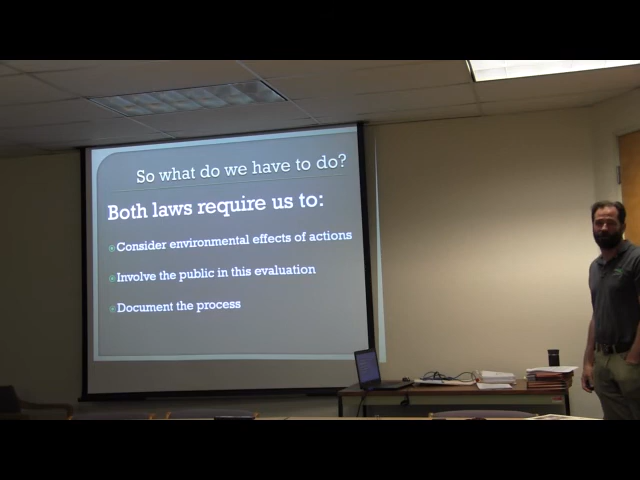 So what do we have to do?
Both laws require us to:
Consider environmental effects of actions
Involve the public in this evaluation
Document the process